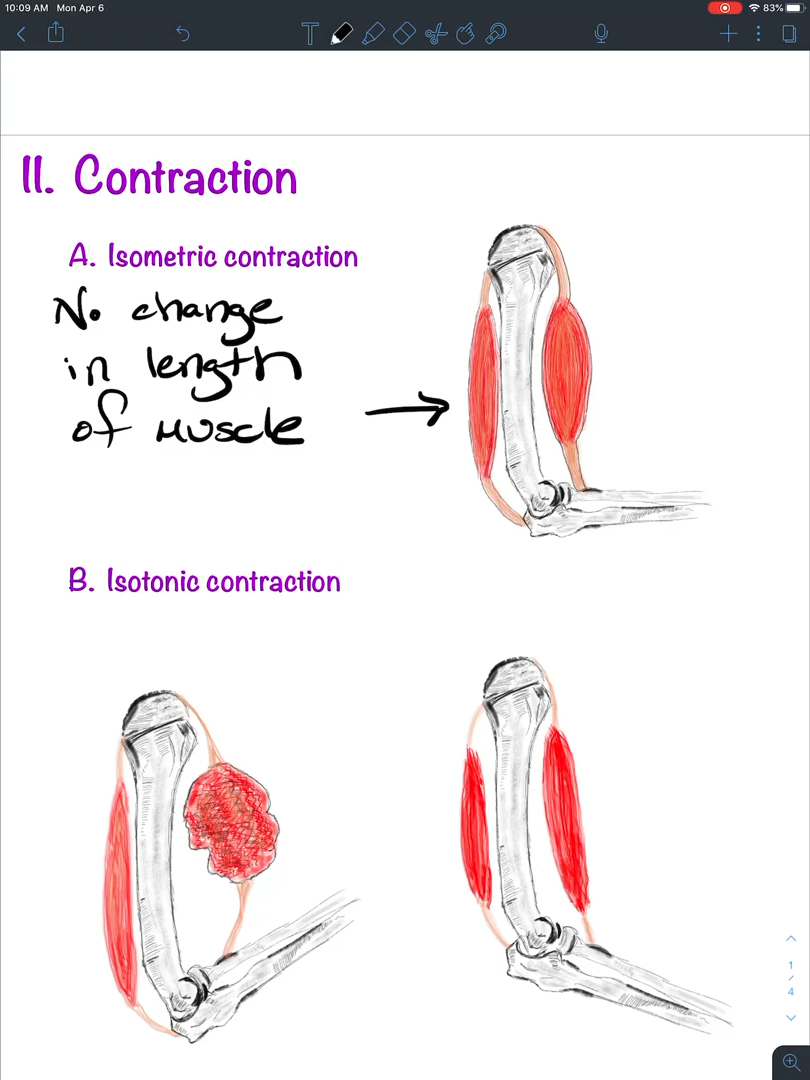 10:09 AM Mon Apr 6
83%
II. Contraction
A. Isometric contraction
No change
in length
of muscle
B. Isotonic contraction
1
/
4